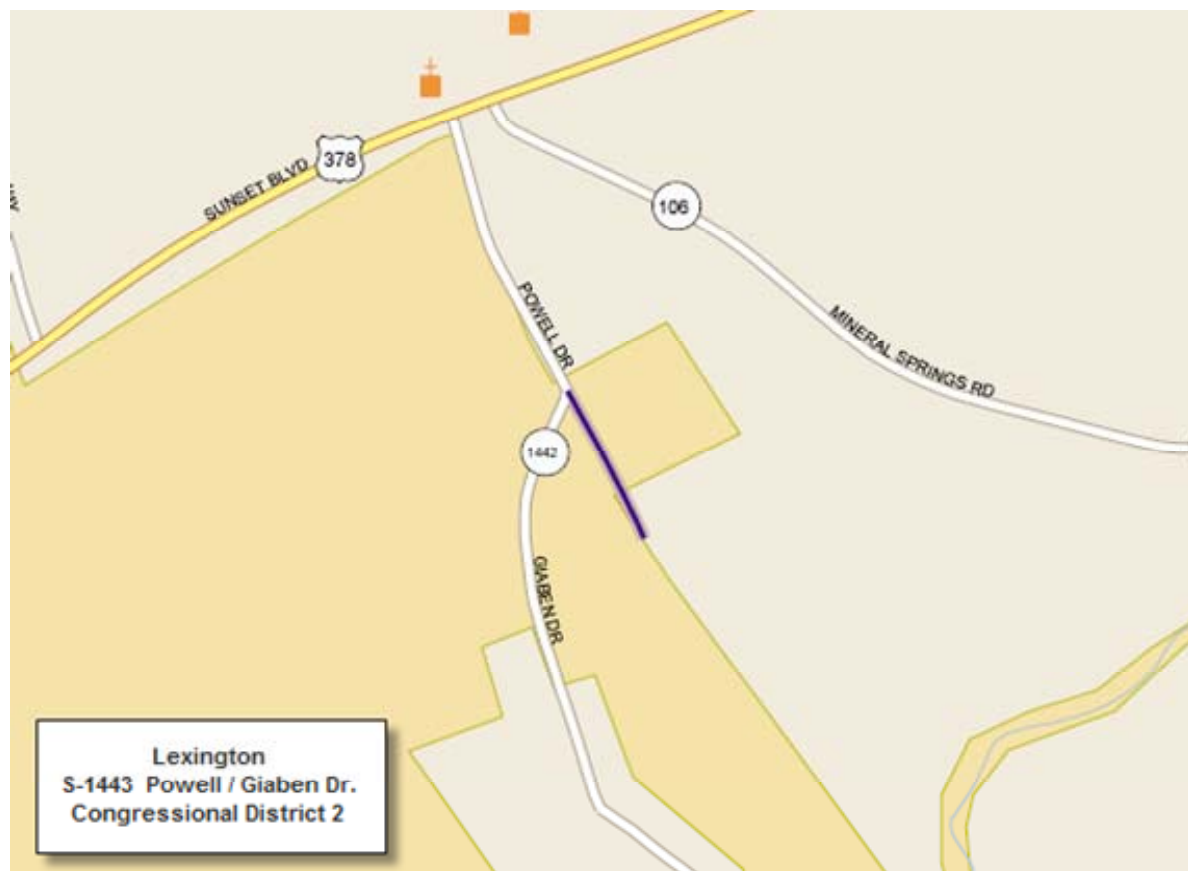 378
SUNSET BLVD
106
POWELL DR
MINERAL SPRINGS RD
1442
GIABEN DR
Lexington
S-1443 Powell / Giaben Dr.
Congressional District 2